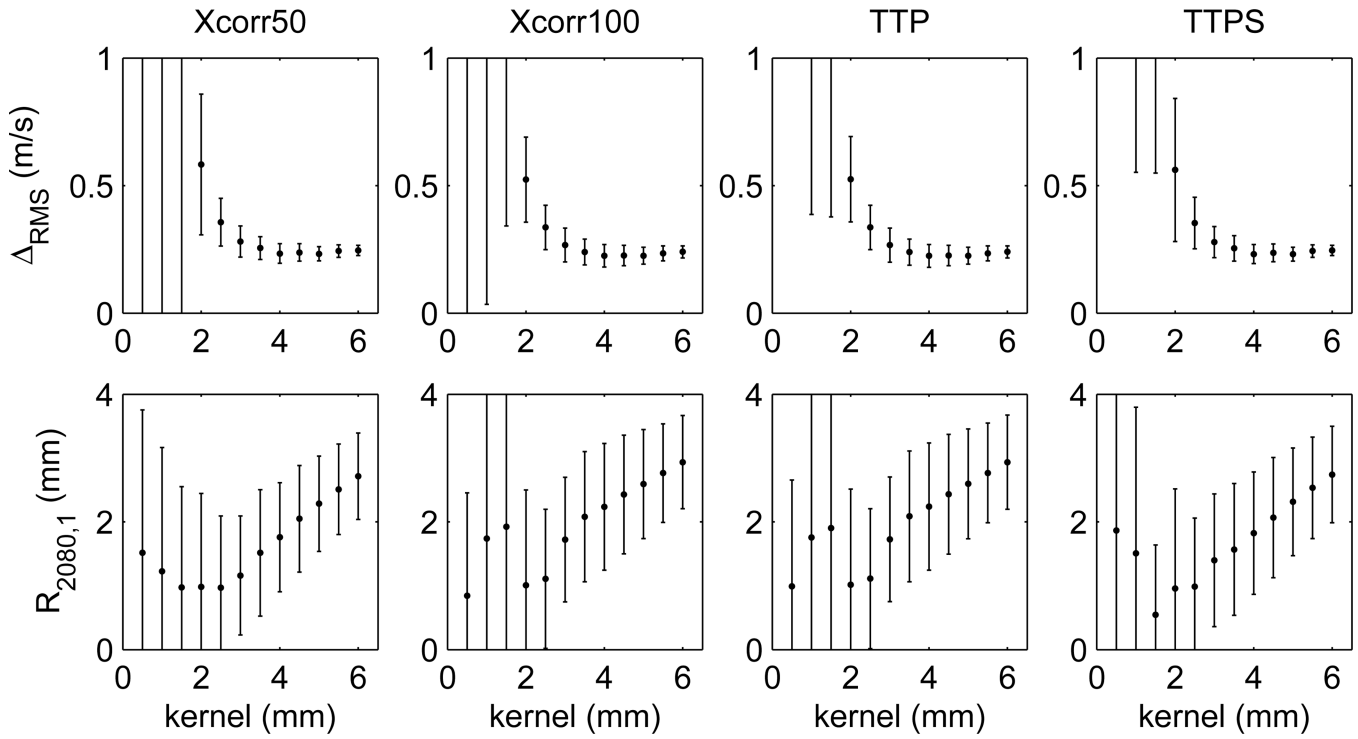 Xcorr50 Xcorr100 TTP TTPS
1 1 1 1
Δ_RMS (m/s)
0.5 0.5 0.5 0.5
0 0 0 0
0 2 4 6 0 2 4 6 0 2 4 6 0 2 4 6
4 4 4 4
R_2080,1 (mm)
2 2 2 2
0 0 0 0
0 2 4 6 0 2 4 6 0 2 4 6 0 2 4 6
kernel (mm) kernel (mm) kernel (mm) kernel (mm)